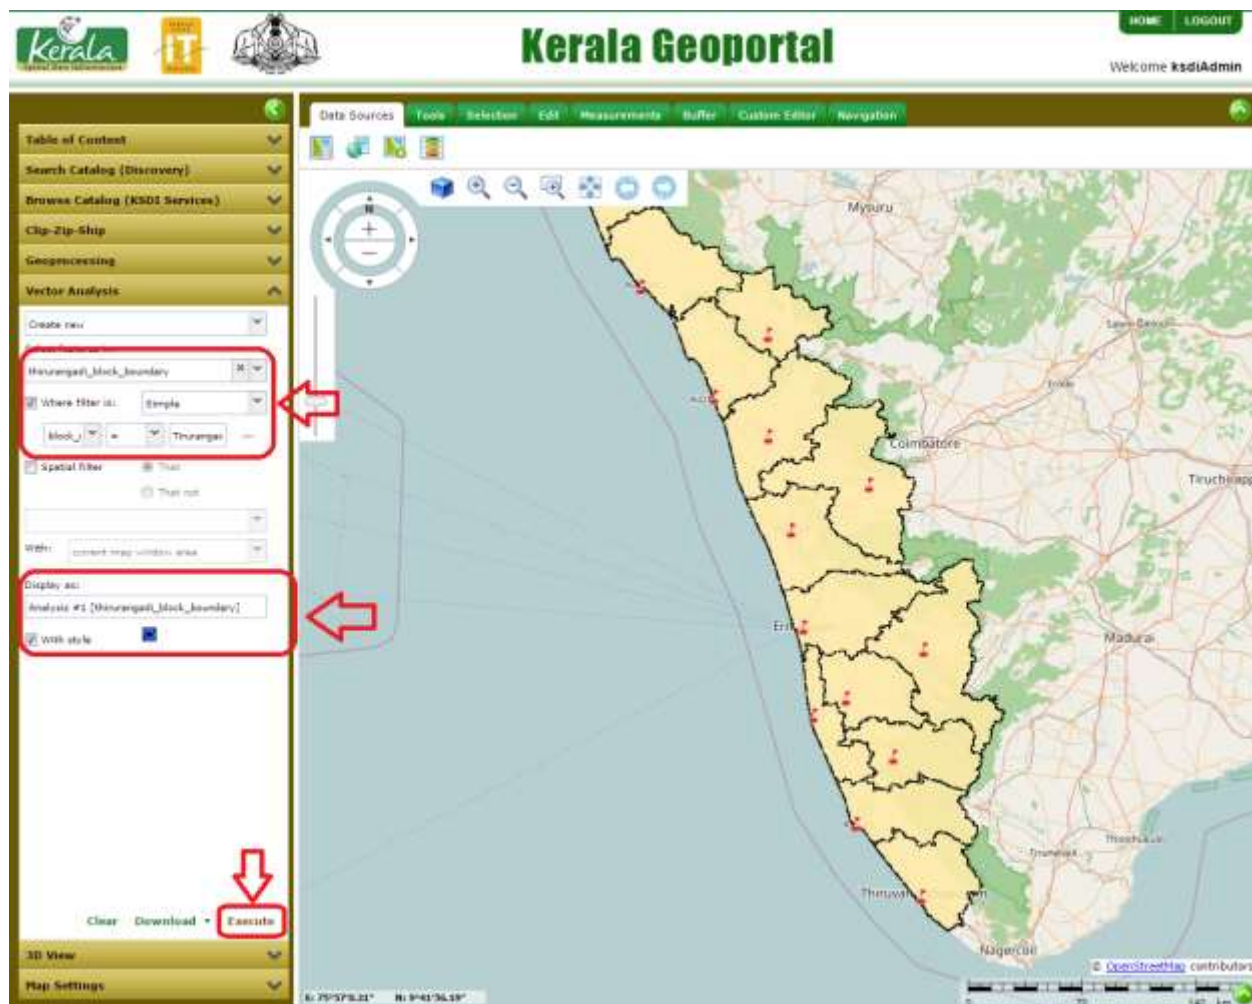 Kerala
iT
Kerala Geoportal
HOME LOGOUT
Welcome ksdiAdmin
Data Sources Tools Selection Edit Measurements Buffer Custom Editor Navigation
Table of Content
Search Catalog (Discovery)
Browse Catalog (KSDI Services)
Clip-Zip-Ship
Geoprocessing
Vector Analysis
Create new
thirurangadi_block_boundary
Where filter is: Simple
block_ = Tirurangad
Spatial filter That
That not
With: current map window area
Display as:
Analysis #1 [thirurangadi_block_boundary]
With style
Clear Download Execute
3D View
Map Settings
N
Mysuru
Coimbatore
Tiruchirapp
Madurai
Nagercoil
© OpenStreetMap contributors